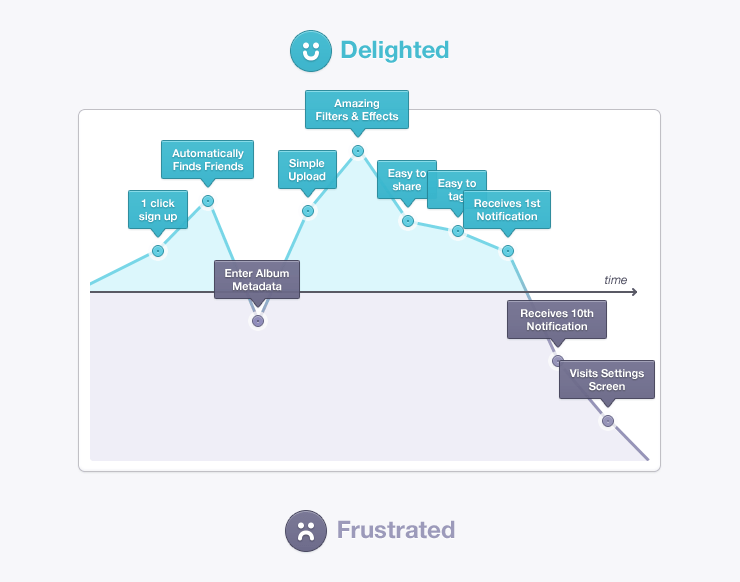 Delighted
Amazing
Filters & Effects
Automatically
Finds Friends
Simple
Upload
Easy to
share
Easy to
tag
1 click
sign up
Receives 1st
Notification
Enter Album
Metadata
time
Receives 10th
Notification
Visits Settings
Screen
Frustrated